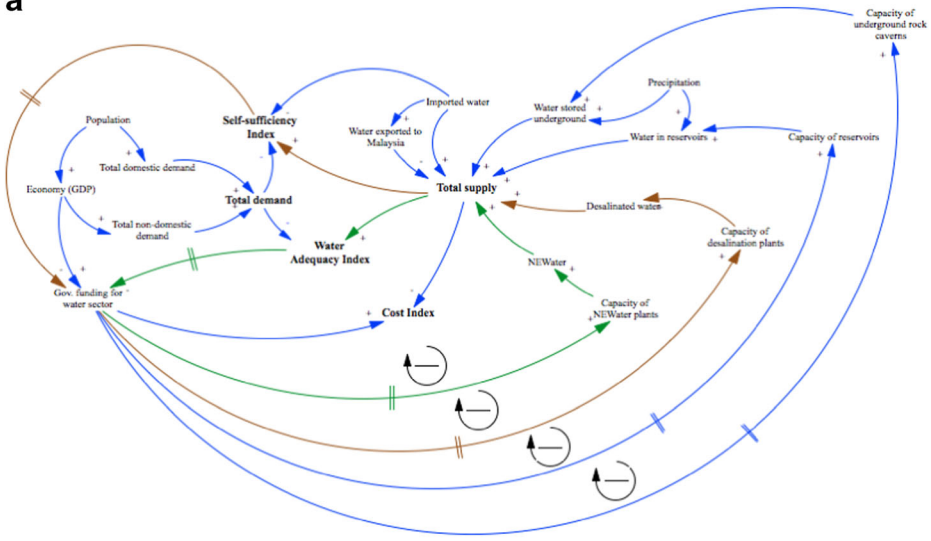 a
Capacity of
underground rock
caverns
Precipitation
Imported water
Water stored
underground
Population
Self-sufficiency
Index
Water exported to
Malaysia
Water in reservoirs
Capacity of reservoirs
Total domestic demand
Economy (GDP)
Total supply
Total demand
Desalinated water
Total non-domestic
demand
Water
Adequacy Index
Capacity of
desalination plants
NEWater
Gov. funding for
water sector
Cost Index
Capacity of
NEWater plants